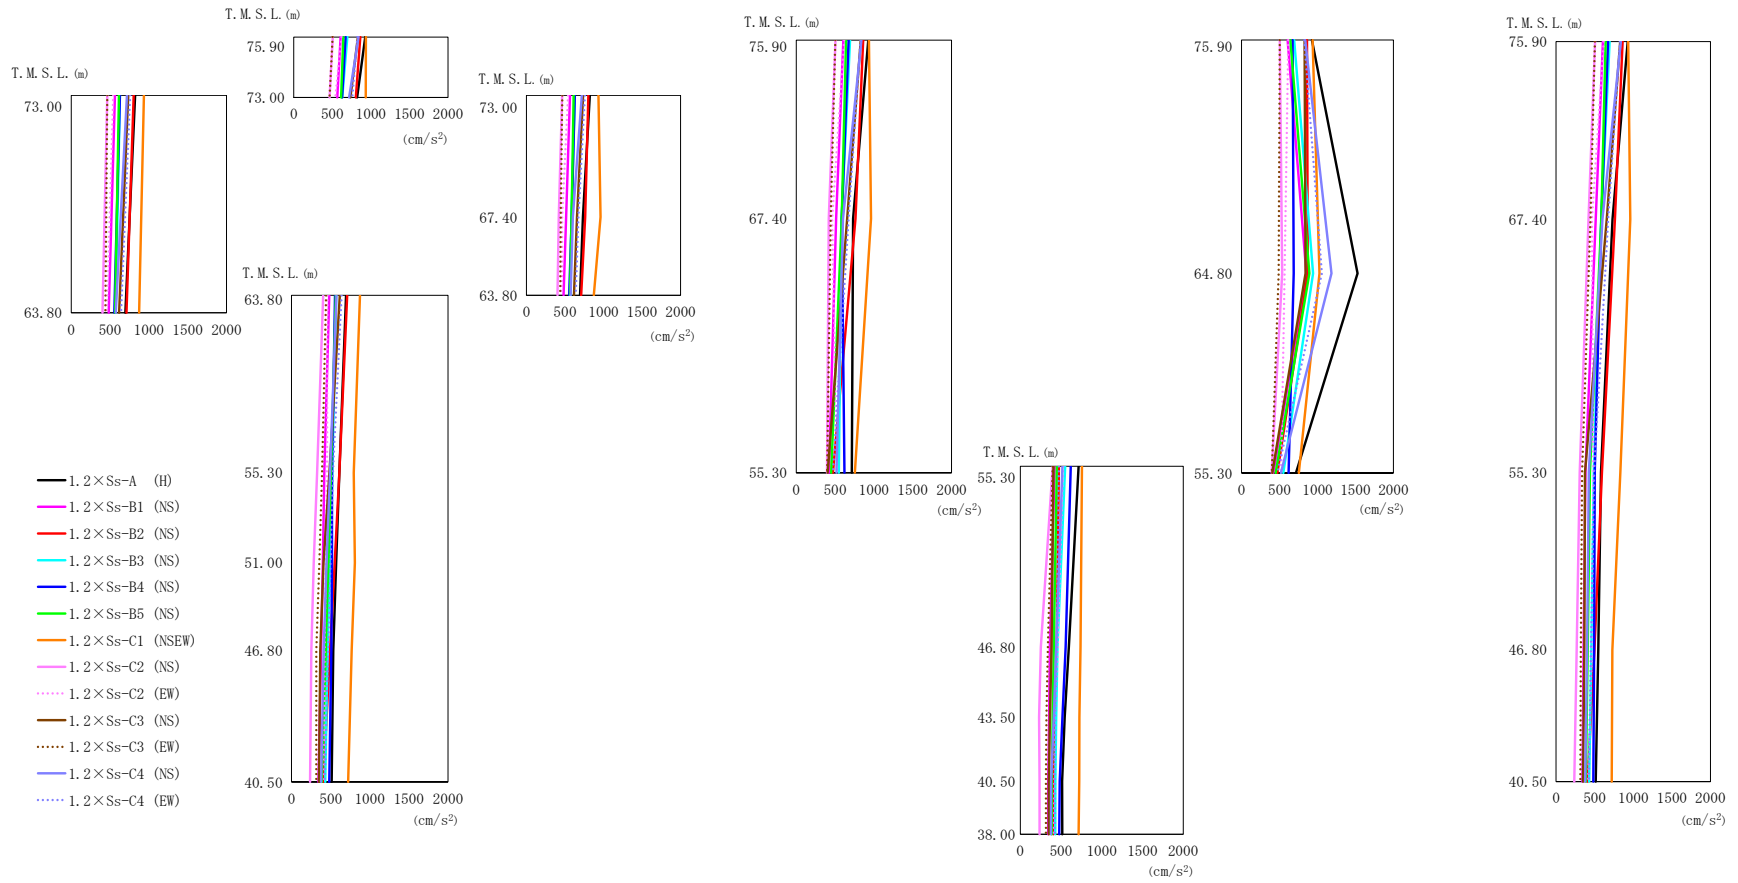 T.M.S.L.(m)
75.90
73.00
0 500 1000 1500 2000
(cm/s²)
T.M.S.L.(m)
73.00
63.80
0 500 1000 1500 2000
T.M.S.L.(m)
73.00
67.40
63.80
0 500 1000 1500 2000
(cm/s²)
T.M.S.L.(m)
63.80
55.30
51.00
46.80
40.50
0 500 1000 1500 2000
(cm/s²)
1.2×Ss-A (H)
1.2×Ss-B1 (NS)
1.2×Ss-B2 (NS)
1.2×Ss-B3 (NS)
1.2×Ss-B4 (NS)
1.2×Ss-B5 (NS)
1.2×Ss-C1 (NSEW)
1.2×Ss-C2 (NS)
1.2×Ss-C2 (EW)
1.2×Ss-C3 (NS)
1.2×Ss-C3 (EW)
1.2×Ss-C4 (NS)
1.2×Ss-C4 (EW)
T.M.S.L.(m)
75.90
67.40
55.30
0 500 1000 1500 2000
(cm/s²)
T.M.S.L.(m)
55.30
46.80
43.50
40.50
38.00
0 500 1000 1500 2000
(cm/s²)
T.M.S.L.(m)
75.90
64.80
55.30
0 500 1000 1500 2000
(cm/s²)
T.M.S.L.(m)
75.90
67.40
55.30
46.80
40.50
0 500 1000 1500 2000
(cm/s²)